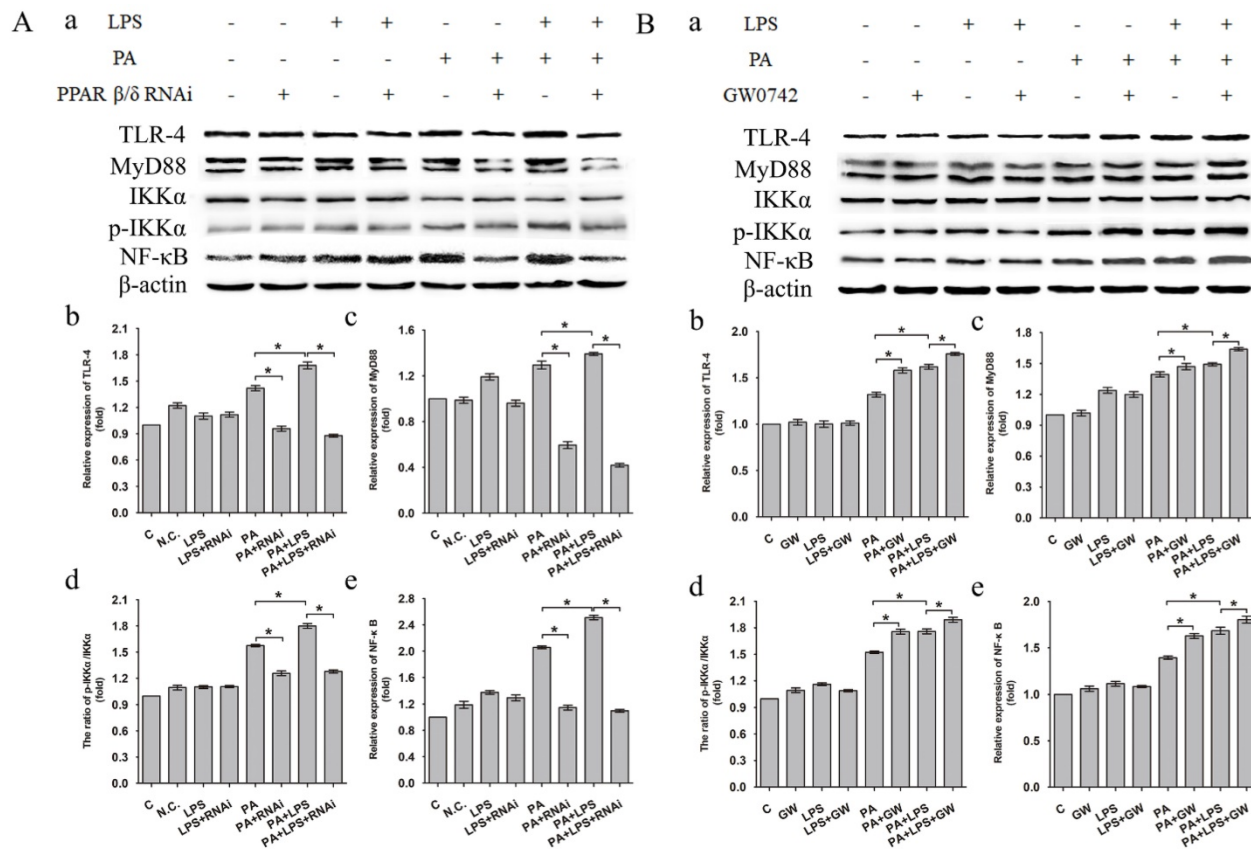 A a LPS - - + + - - + +
PA - - - - + + + +
PPAR β/δ RNAi - + - + - + - +
TLR-4
MyD88
IKKα
p-IKKα
NF-κB
β-actin
b
Relative expression of TLR-4
(fold)
2.1
1.8
1.5
1.2
0.9
0.6
0.3
0.0
* * *
C N.C. LPS LPS+RNAi PA PA+RNAi PA+LPS PA+LPS+RNAi
c
Relative expression of MyD88
(fold)
1.6
1.2
0.8
0.4
0.0
* * *
C N.C. LPS LPS+RNAi PA PA+RNAi PA+LPS PA+LPS+RNAi
d
The ratio of p-IKKα /IKKα
(fold)
2.1
1.8
1.5
1.2
0.9
0.6
0.3
0.0
* * *
C N.C. LPS LPS+RNAi PA PA+RNAi PA+LPS PA+LPS+RNAi
e
Relative expression of NF-κ B
(fold)
2.8
2.4
2.0
1.6
1.2
0.8
0.4
0.0
* * *
C N.C. LPS LPS+RNAi PA PA+RNAi PA+LPS PA+LPS+RNAi
B a LPS - - + + - - + +
PA - - - - + + + +
GW0742 - + - + - + - +
TLR-4
MyD88
IKKα
p-IKKα
NF-κB
β-actin
b
Relative expression of TLR-4
(fold)
2.0
1.6
1.2
0.8
0.4
0.0
* * *
C GW LPS LPS+GW PA PA+GW PA+LPS PA+LPS+GW
c
Relative expression of MyD88
(fold)
1.8
1.5
1.2
0.9
0.6
0.3
0.0
* * *
C GW LPS LPS+GW PA PA+GW PA+LPS PA+LPS+GW
d
The ratio of p-IKKα /IKKα
(fold)
2.1
1.8
1.5
1.2
0.9
0.6
0.3
0.0
* * *
C GW LPS LPS+GW PA PA+GW PA+LPS PA+LPS+GW
e
Relative expression of NF-κ B
(fold)
2.0
1.6
1.2
0.8
0.4
0.0
* * *
C GW LPS LPS+GW PA PA+GW PA+LPS PA+LPS+GW